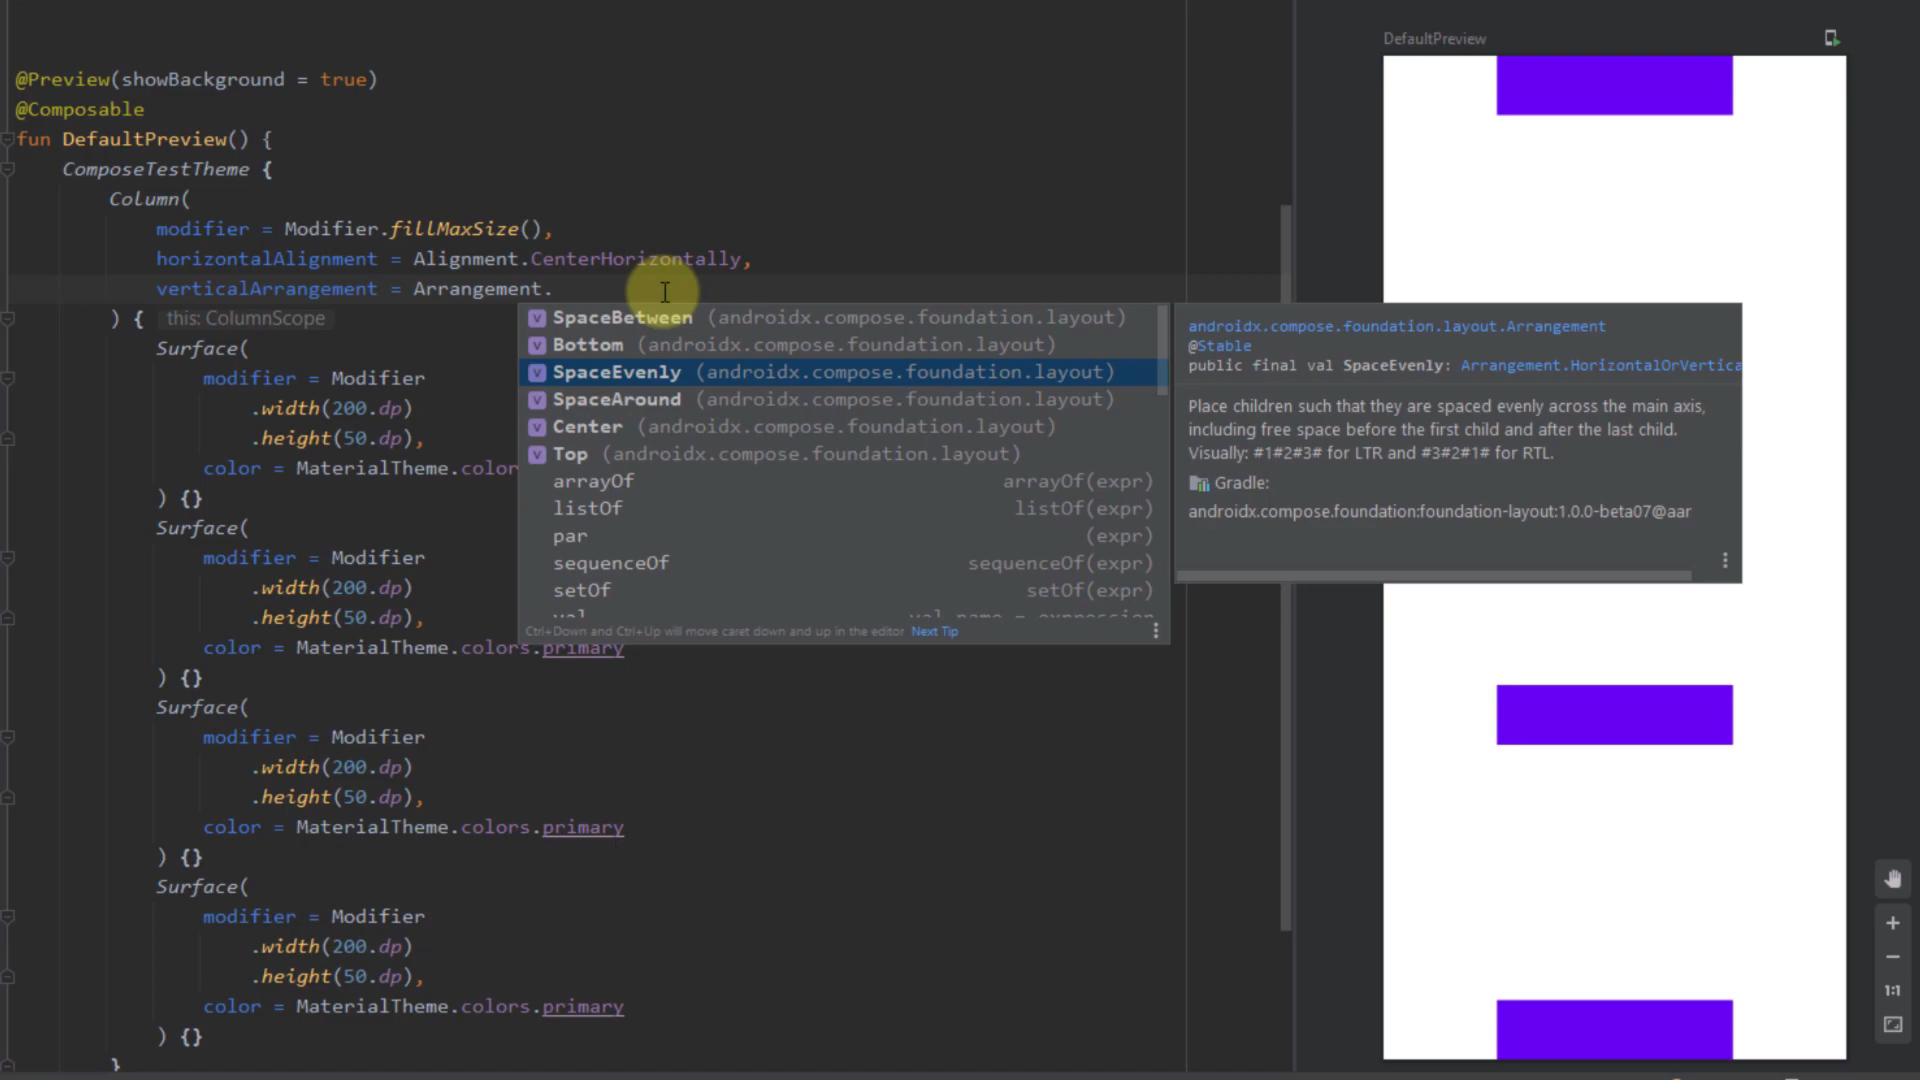 @Preview(showBackground = true)
@Composable
fun DefaultPreview() {
ComposeTestTheme {
Column(
modifier = Modifier.fillMaxSize(),
horizontalAlignment = Alignment.CenterHorizontally,
verticalArrangement = Arrangement.
) { this: ColumnScope
Surface(
modifier = Modifier
.width(200.dp)
.height(50.dp),
color = MaterialTheme.color
) {}
Surface(
modifier = Modifier
.width(200.dp)
.height(50.dp),
color = MaterialTheme.colors.primary
) {}
Surface(
modifier = Modifier
.width(200.dp)
.height(50.dp),
color = MaterialTheme.colors.primary
) {}
Surface(
modifier = Modifier
.width(200.dp)
.height(50.dp),
color = MaterialTheme.colors.primary
) {}
}
v SpaceBetween (androidx.compose.foundation.layout)
v Bottom (androidx.compose.foundation.layout)
v SpaceEvenly (androidx.compose.foundation.layout)
v SpaceAround (androidx.compose.foundation.layout)
v Center (androidx.compose.foundation.layout)
v Top (androidx.compose.foundation.layout)
arrayOf arrayOf(expr)
listOf listOf(expr)
par (expr)
sequenceOf sequenceOf(expr)
setOf setOf(expr)
val val name = expression
Ctrl+Down and Ctrl+Up will move caret down and up in the editor Next Tip
androidx.compose.foundation.layout.Arrangement
@Stable
public final val SpaceEvenly: Arrangement.HorizontalOrVertica
Place children such that they are spaced evenly across the main axis,
including free space before the first child and after the last child.
Visually: #1#2#3# for LTR and #3#2#1# for RTL.
Gradle:
androidx.compose.foundation:foundation-layout:1.0.0-beta07@aar
DefaultPreview
1:1